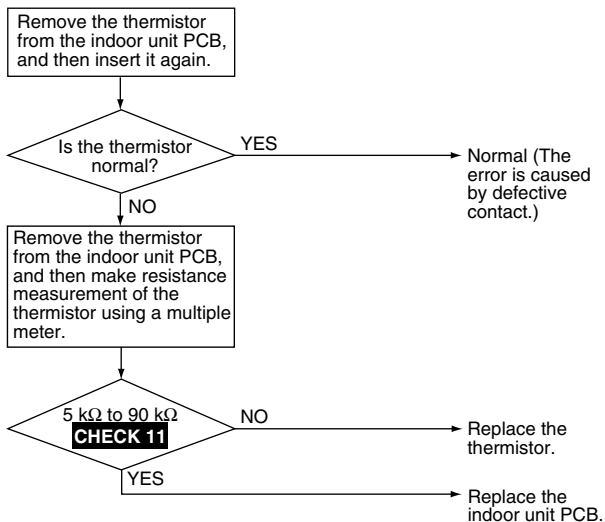 Remove the thermistor
from the indoor unit PCB,
and then insert it again.
Is the thermistor
normal?
YES
Normal (The
error is caused
by defective
contact.)
NO
Remove the thermistor
from the indoor unit PCB,
and then make resistance
measurement of the
thermistor using a multiple
meter.
5 kΩ to 90 kΩ
CHECK 11
NO
Replace the
thermistor.
YES
Replace the
indoor unit PCB.